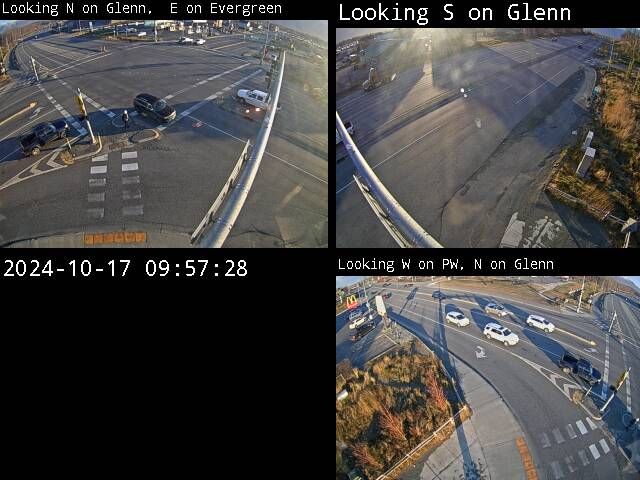 Looking N on Glenn,  E on Evergreen
Looking S on Glenn
2024-10-17 09:57:28
Looking W on PW, N on Glenn